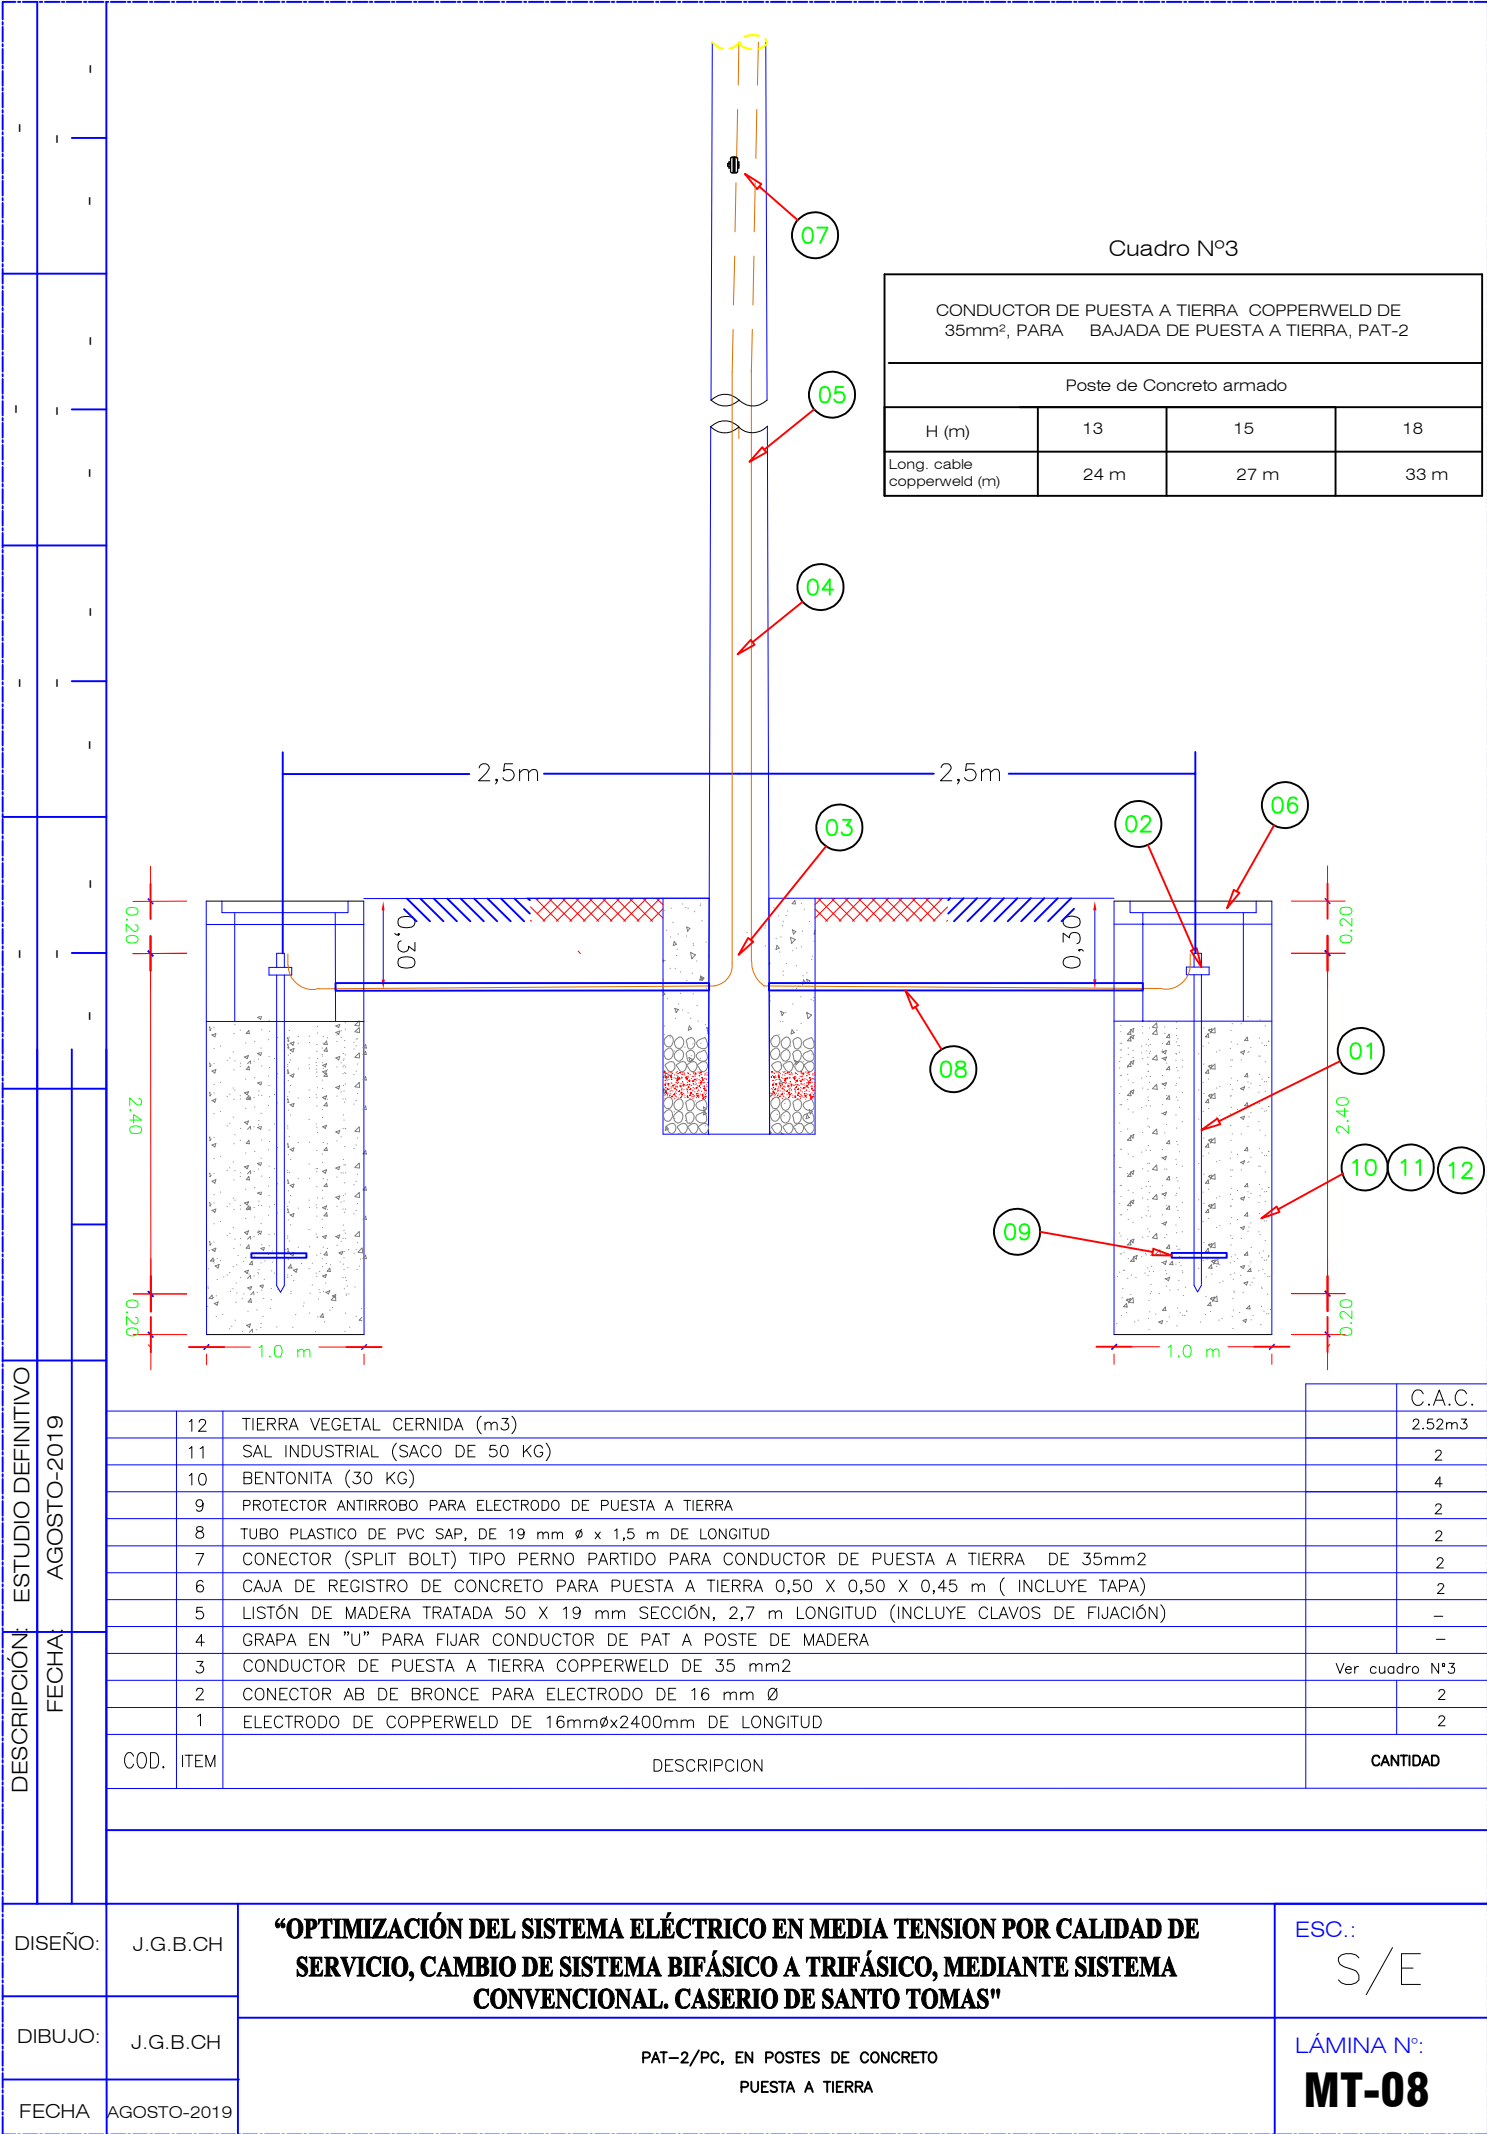 07
Cuadro Nº3
CONDUCTOR DE PUESTA A TIERRA COPPERWELD DE
35mm², PARA BAJADA DE PUESTA A TIERRA, PAT-2
Poste de Concreto armado
H (m) 13 15 18
Long. cable
copperweld (m) 24 m 27 m 33 m
05
04
2,5m 2,5m
03
02
06
0.20
0,30
0,30
0.20
08
01
2.40
2.40
10 11 12
09
0.20
0.20
1.0 m
1.0 m
C.A.C.
12 TIERRA VEGETAL CERNIDA (m3) 2.52m3
11 SAL INDUSTRIAL (SACO DE 50 KG) 2
10 BENTONITA (30 KG) 4
9 PROTECTOR ANTIRROBO PARA ELECTRODO DE PUESTA A TIERRA 2
8 TUBO PLASTICO DE PVC SAP, DE 19 mm ø x 1,5 m DE LONGITUD 2
7 CONECTOR (SPLIT BOLT) TIPO PERNO PARTIDO PARA CONDUCTOR DE PUESTA A TIERRA DE 35mm2 2
6 CAJA DE REGISTRO DE CONCRETO PARA PUESTA A TIERRA 0,50 X 0,50 X 0,45 m ( INCLUYE TAPA) 2
5 LISTÓN DE MADERA TRATADA 50 X 19 mm SECCIÓN, 2,7 m LONGITUD (INCLUYE CLAVOS DE FIJACIÓN) –
4 GRAPA EN "U" PARA FIJAR CONDUCTOR DE PAT A POSTE DE MADERA –
3 CONDUCTOR DE PUESTA A TIERRA COPPERWELD DE 35 mm2 Ver cuadro N°3
2 CONECTOR AB DE BRONCE PARA ELECTRODO DE 16 mm Ø 2
1 ELECTRODO DE COPPERWELD DE 16mmøx2400mm DE LONGITUD 2
COD. ITEM DESCRIPCION CANTIDAD
DESCRIPCIÓN: ESTUDIO DEFINITIVO
FECHA: AGOSTO-2019
DISEÑO: J.G.B.CH
DIBUJO: J.G.B.CH
FECHA AGOSTO-2019
“OPTIMIZACIÓN DEL SISTEMA ELÉCTRICO EN MEDIA TENSION POR CALIDAD DE
SERVICIO, CAMBIO DE SISTEMA BIFÁSICO A TRIFÁSICO, MEDIANTE SISTEMA
CONVENCIONAL. CASERIO DE SANTO TOMAS"
PAT–2/PC, EN POSTES DE CONCRETO
PUESTA A TIERRA
ESC.:
S/E
LÁMINA N°:
MT-08